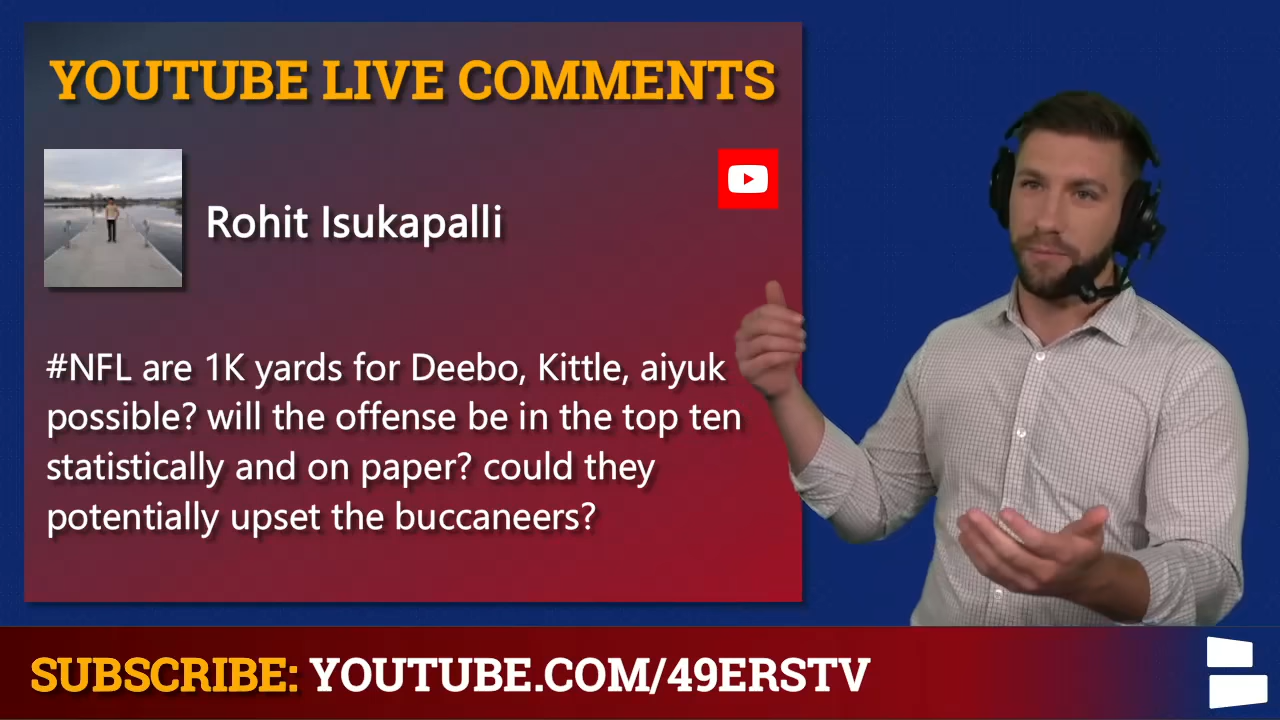 YOUTUBE LIVE COMMENTS
Rohit Isukapalli
#NFL are 1K yards for Deebo, Kittle, aiyuk
possible? will the offense be in the top ten
statistically and on paper? could they
potentially upset the buccaneers?
SUBSCRIBE: YOUTUBE.COM/49ERSTV